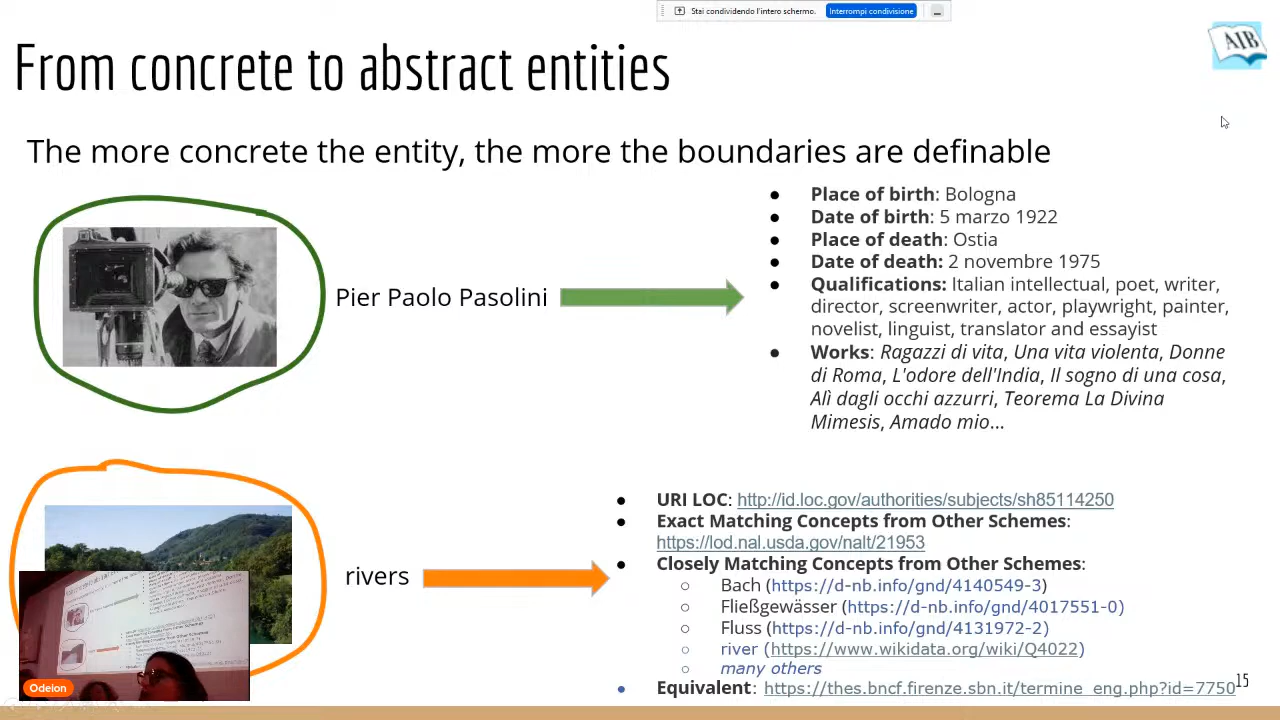 Stai condividendo l'intero schermo.
Interrompi condivisione
AIB
From concrete to abstract entities
The more concrete the entity, the more the boundaries are definable
Pier Paolo Pasolini
● Place of birth: Bologna
● Date of birth: 5 marzo 1922
● Place of death: Ostia
● Date of death: 2 novembre 1975
● Qualifications: Italian intellectual, poet, writer,
director, screenwriter, actor, playwright, painter,
novelist, linguist, translator and essayist
● Works: Ragazzi di vita, Una vita violenta, Donne
di Roma, L'odore dell'India, Il sogno di una cosa,
Alì dagli occhi azzurri, Teorema La Divina
Mimesis, Amado mio...
rivers
● URI LOC: http://id.loc.gov/authorities/subjects/sh85114250
● Exact Matching Concepts from Other Schemes:
https://lod.nal.usda.gov/nalt/21953
● Closely Matching Concepts from Other Schemes:
○ Bach (https://d-nb.info/gnd/4140549-3)
○ Fließgewässer (https://d-nb.info/gnd/4017551-0)
○ Fluss (https://d-nb.info/gnd/4131972-2)
○ river (https://www.wikidata.org/wiki/Q4022)
○ many others
● Equivalent: https://thes.bncf.firenze.sbn.it/termine_eng.php?id=7750
15
Odeion